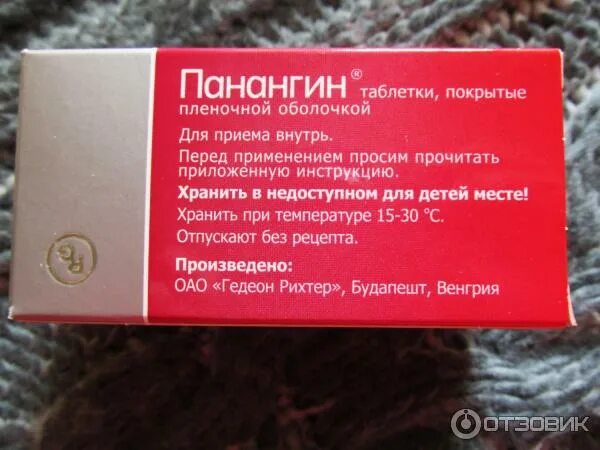 Панангин® таблетки, покрытые
пленочной оболочкой
Для приема внутрь.
Перед применением просим прочитать
приложенную инструкцию.
Хранить в недоступном для детей месте!
Хранить при температуре 15-30 °С.
Отпускают без рецепта.
Произведено:
ОАО «Гедеон Рихтер», Будапешт, Венгрия
ОТЗОВИК